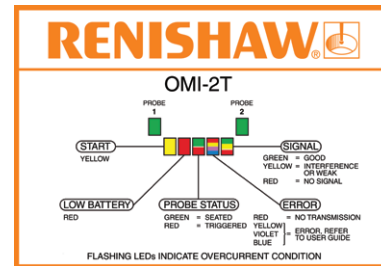 RENISHAW®
OMI-2T
PROBE 1
PROBE 2
START
YELLOW
SIGNAL
GREEN = GOOD
YELLOW = INTERFERENCE OR WEAK
RED = NO SIGNAL
LOW BATTERY
RED
PROBE STATUS
GREEN = SEATED
RED = TRIGGERED
ERROR
RED = NO TRANSMISSION
YELLOW
VIOLET
BLUE
= ERROR, REFER
TO USER GUIDE
FLASHING LEDs INDICATE OVERCURRENT CONDITION